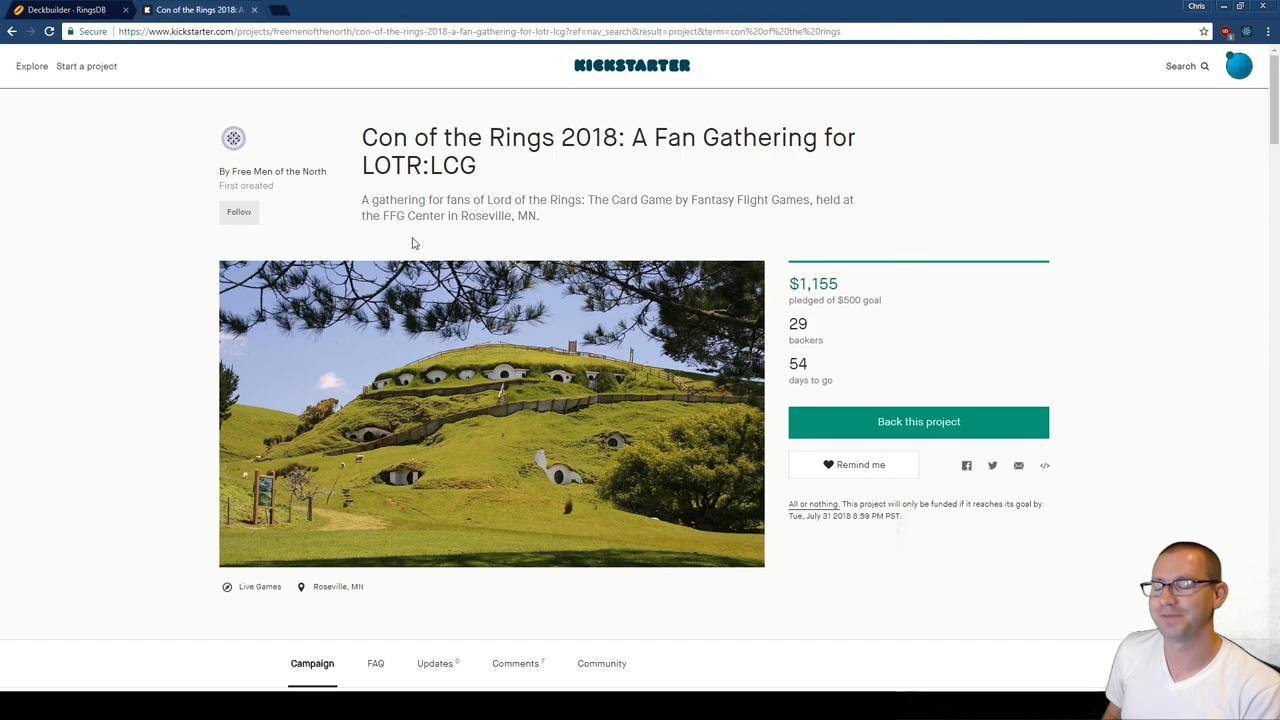 Deckbuilder · RingsDB
Con of the Rings 2018: A
Chris
Secure
https://www.kickstarter.com/projects/freemenofthenorth/con-of-the-rings-2018-a-fan-gathering-for-lotr-lcg?ref=nav_search&result=project&term=con%20of%20the%20rings
Explore
Start a project
KICKSTARTER
Search
Con of the Rings 2018: A Fan Gathering for
LOTR:LCG
By Free Men of the North
First created
Follow
A gathering for fans of Lord of the Rings: The Card Game by Fantasy Flight Games, held at
the FFG Center in Roseville, MN.
$1,155
pledged of $500 goal
29
backers
54
days to go
Back this project
Remind me
All or nothing. This project will only be funded if it reaches its goal by
Tue, July 31 2018 8:59 PM PST.
Live Games
Roseville, MN
Campaign
FAQ
Updates 0
Comments 7
Community